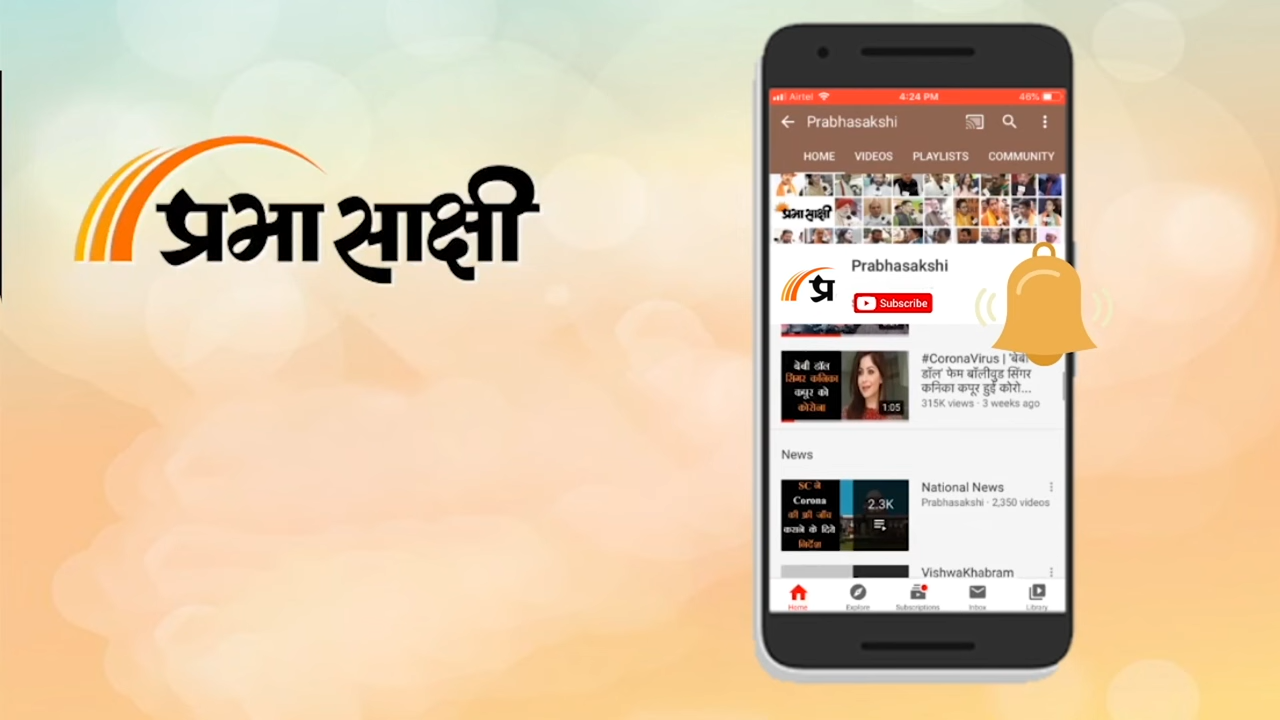 प्रभा साक्षी
Airtel 4:24 PM 46%
Prabhasakshi
HOME VIDEOS PLAYLISTS COMMUNITY
प्रभा साक्षी
Prabhasakshi
प्र
Subscribe
बेबी डॉल
सिंगर कनिका
कपूर को
कोरोना
1:05
#CoronaVirus | 'बेबी
डॉल' फेम बॉलीवुड सिंगर
कनिका कपूर हुई कोरो...
315K views · 3 weeks ago
News
SC ने
Corona
की फ्री जाँच
कराने के दिये
निर्देश
2.3K
National News
Prabhasakshi · 2,350 videos
VishwaKhabram
Home Explore Subscriptions Inbox Library